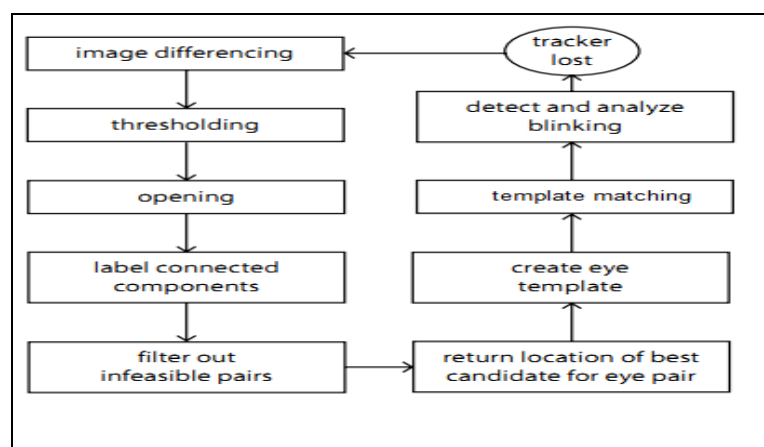 image differencing
thresholding
opening
label connected
components
filter out
infeasible pairs
return location of best
candidate for eye pair
create eye
template
template matching
detect and analyze
blinking
tracker
lost